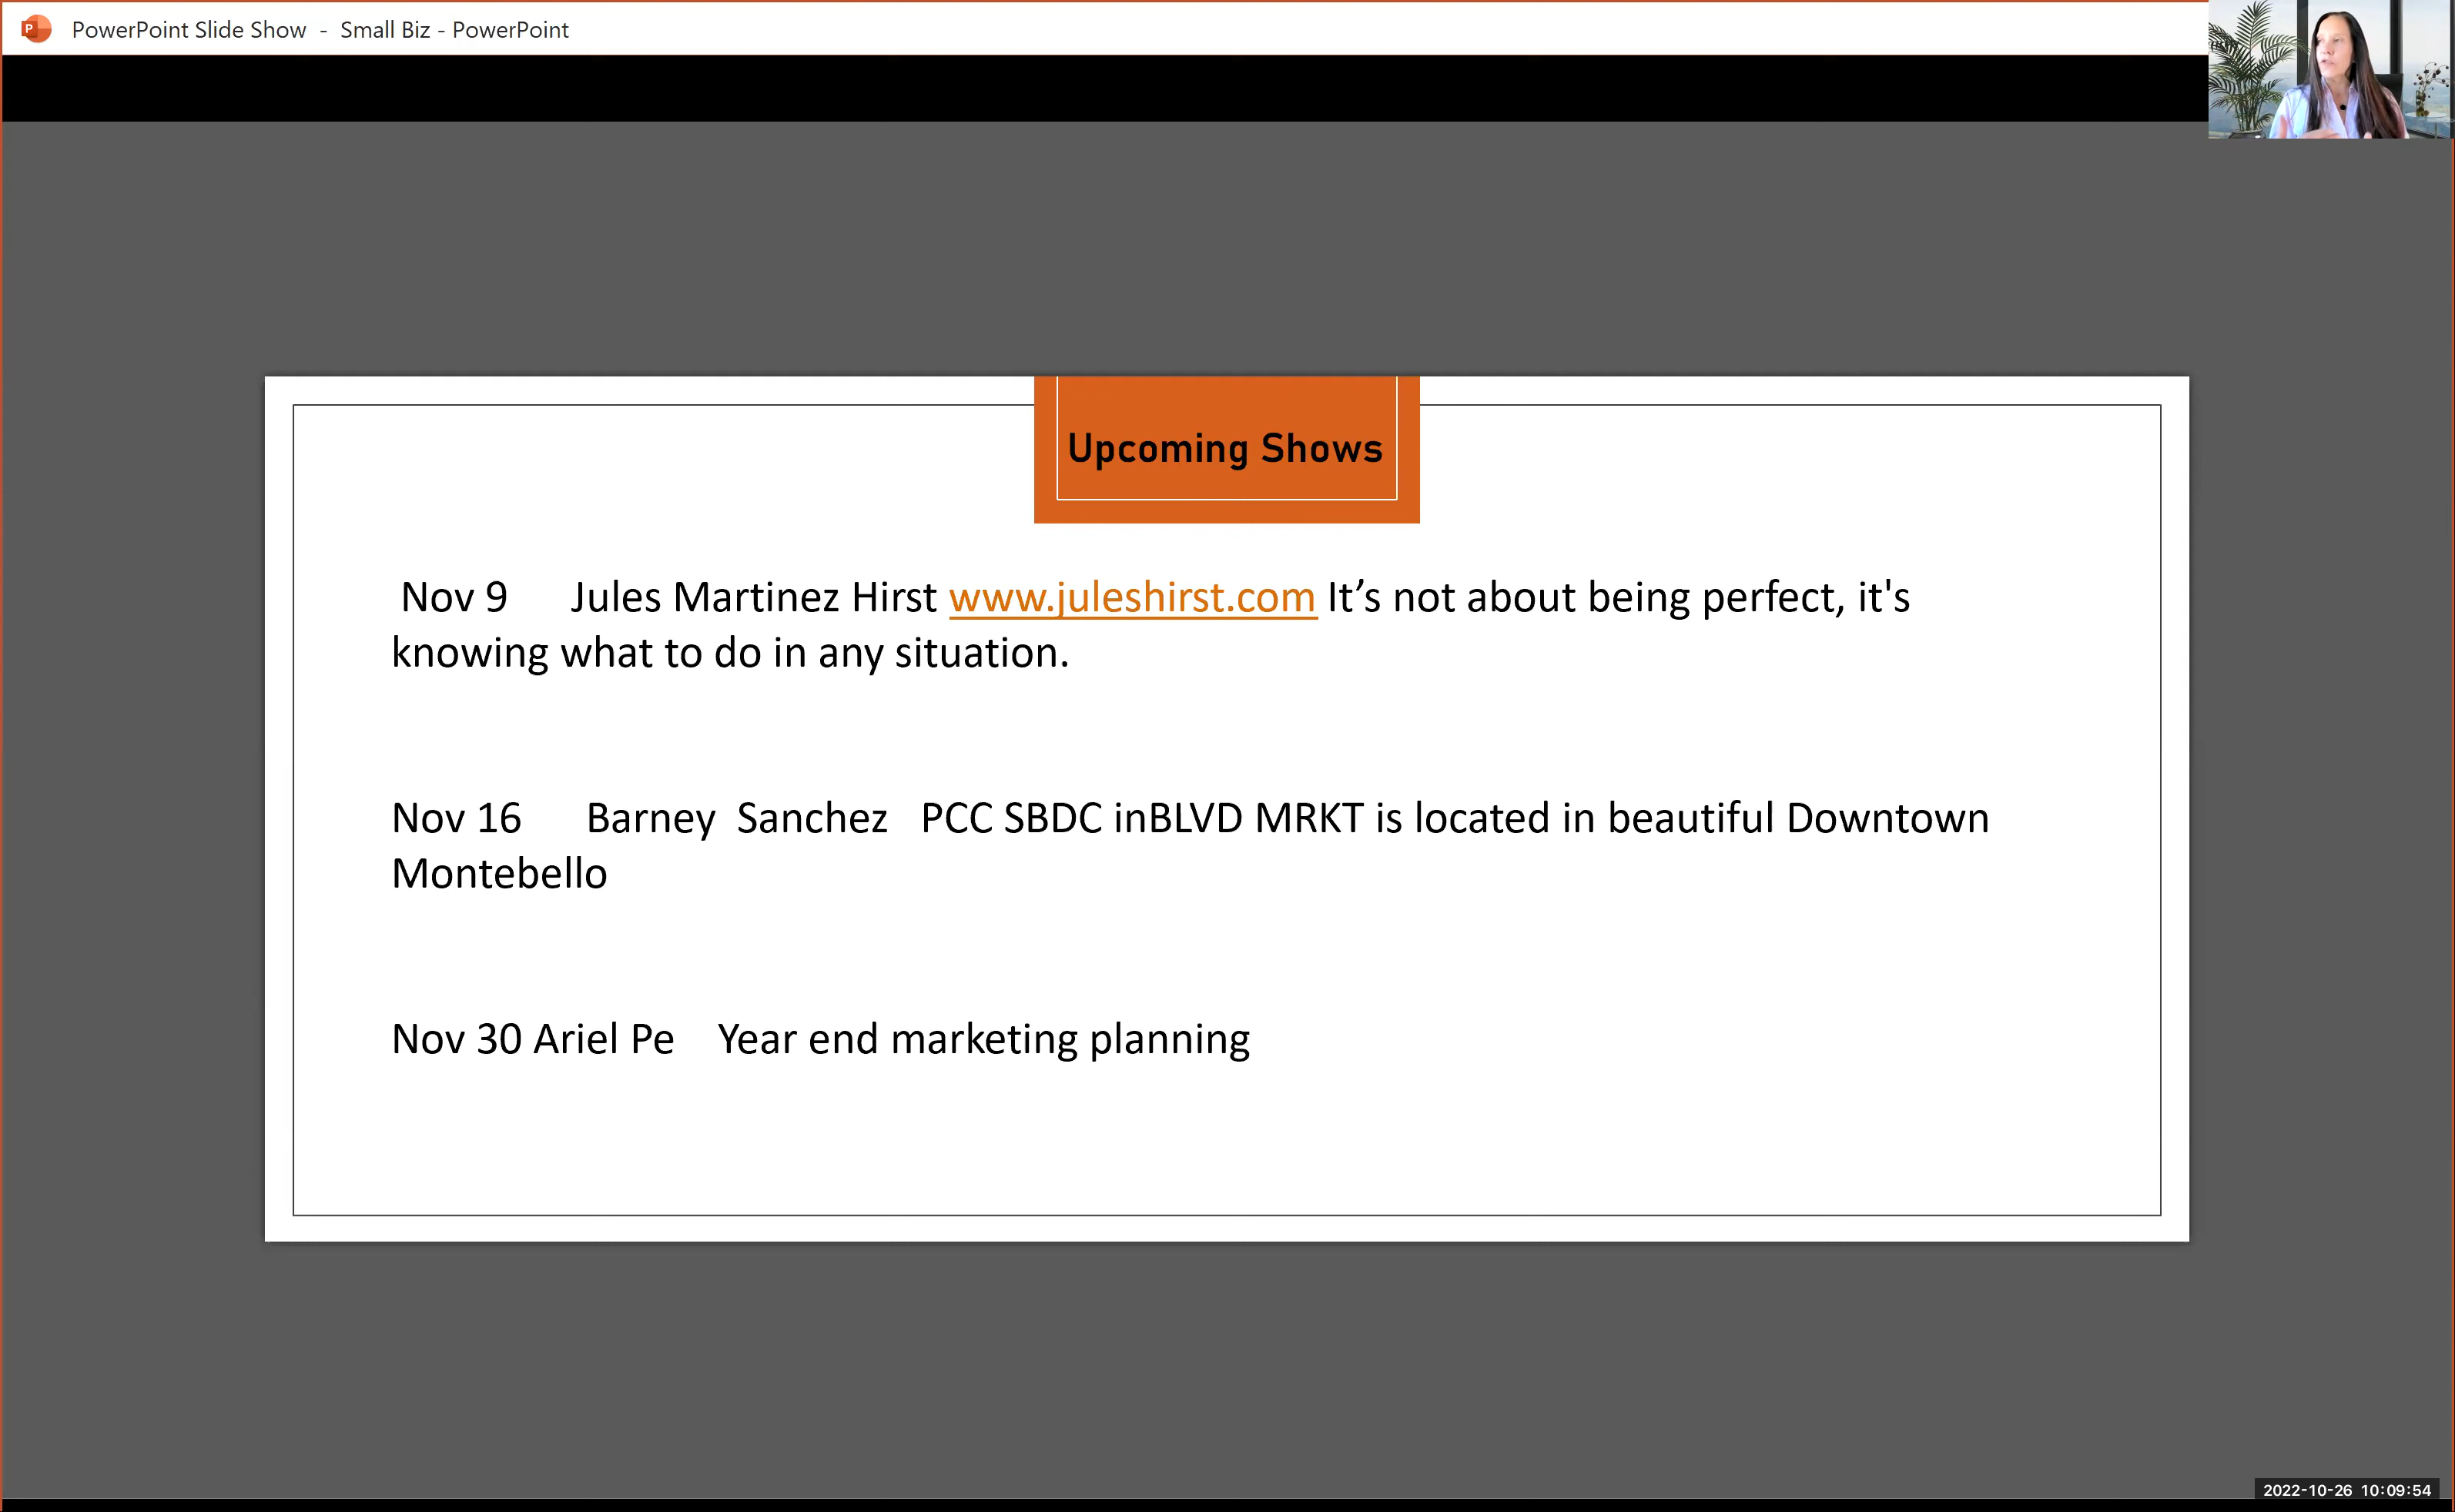 PowerPoint Slide Show - Small Biz - PowerPoint
Upcoming Shows
Nov 9 Jules Martinez Hirst www.juleshirst.com It’s not about being perfect, it's
knowing what to do in any situation.
Nov 16 Barney Sanchez PCC SBDC inBLVD MRKT is located in beautiful Downtown
Montebello
Nov 30 Ariel Pe Year end marketing planning
2022-10-26 10:09:54